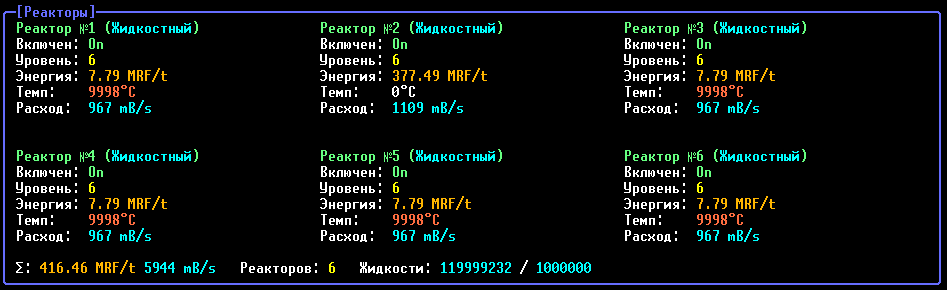 [Реакторы]
Реактор №1 (Жидкостный) Реактор №2 (Жидкостный) Реактор №3 (Жидкостный)
Включен: On Включен: On Включен: On
Уровень: 6 Уровень: 6 Уровень: 6
Энергия: 7.79 MRF/t Энергия: 377.49 MRF/t Энергия: 7.79 MRF/t
Темп: 9998°C Темп: 0°C Темп: 9998°C
Расход: 967 mB/s Расход: 1109 mB/s Расход: 967 mB/s
Реактор №4 (Жидкостный) Реактор №5 (Жидкостный) Реактор №6 (Жидкостный)
Включен: On Включен: On Включен: On
Уровень: 6 Уровень: 6 Уровень: 6
Энергия: 7.79 MRF/t Энергия: 7.79 MRF/t Энергия: 7.79 MRF/t
Темп: 9998°C Темп: 9998°C Темп: 9998°C
Расход: 967 mB/s Расход: 967 mB/s Расход: 967 mB/s
Σ: 416.46 MRF/t 5944 mB/s Реакторов: 6 Жидкости: 119999232 / 1000000